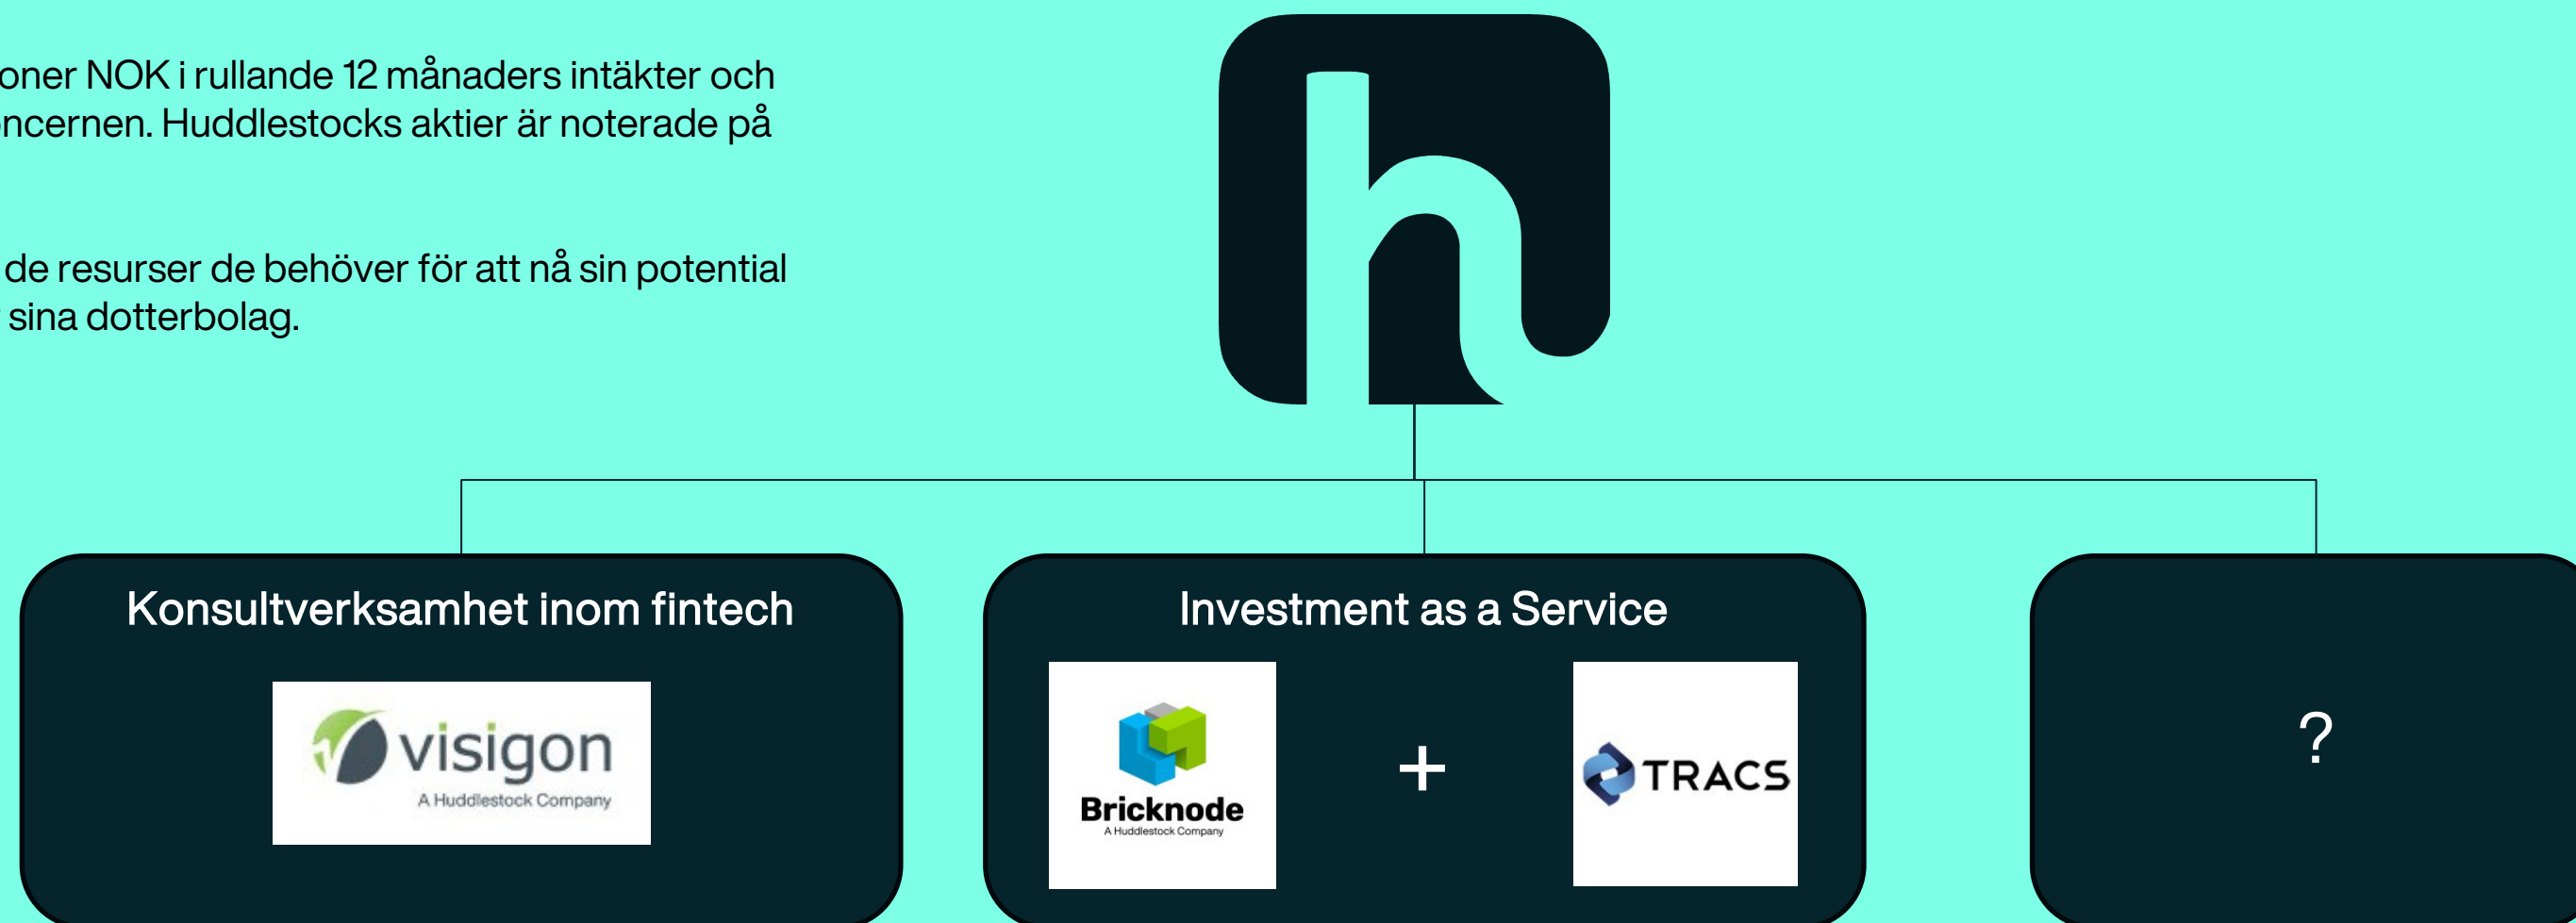 oner NOK i rullande 12 månaders intäkter och
ncernen. Huddlestocks aktier är noterade på
de resurser de behöver för att nå sin potential
sina dotterbolag.
h
Konsultverksamhet inom fintech
visigon
A Huddlestock Company
Investment as a Service
Bricknode
A Huddlestock Company
+
TRACS
?